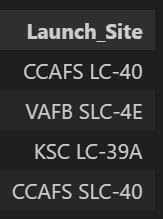 Launch_Site
CCAFS LC-40
VAFB SLC-4E
KSC LC-39A
CCAFS SLC-40